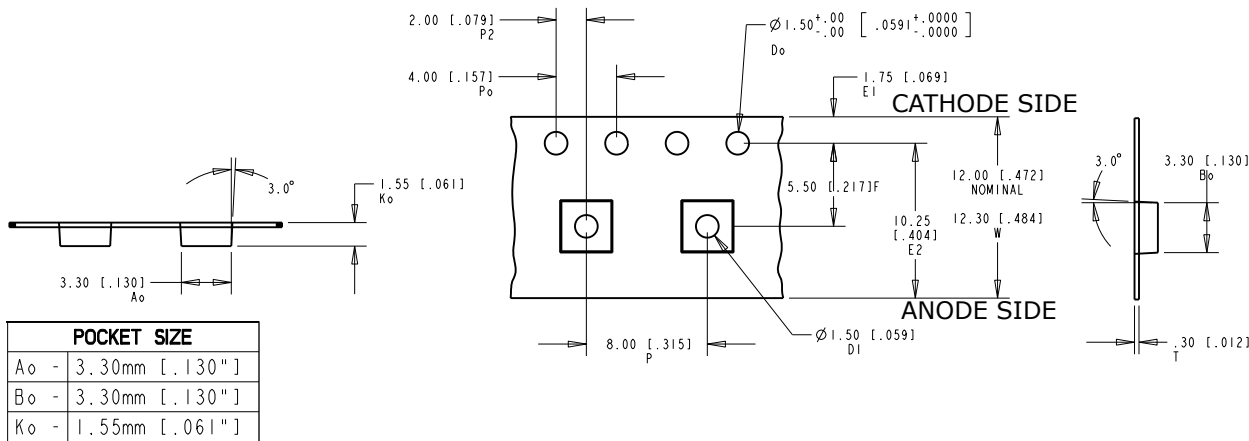 2.00 [.079]
P2
4.00 [.157]
Po
Ø1.50 +.00 -.00 [ .0591 +.0000 -.0000 ]
Do
1.75 [.069]
E1
CATHODE SIDE
3.0°
1.55 [.061]
Ko
3.30 [.130]
Ao
5.50 [.217]F
10.25
[.404]
E2
12.00 [.472]
NOMINAL
12.30 [.484]
W
3.0°
3.30 [.130]
Bo
ANODE SIDE
8.00 [.315]
P
Ø1.50 [.059]
D1
.30 [.012]
T
POCKET SIZE
Ao - 3.30mm [.130"]
Bo - 3.30mm [.130"]
Ko - 1.55mm [.061"]